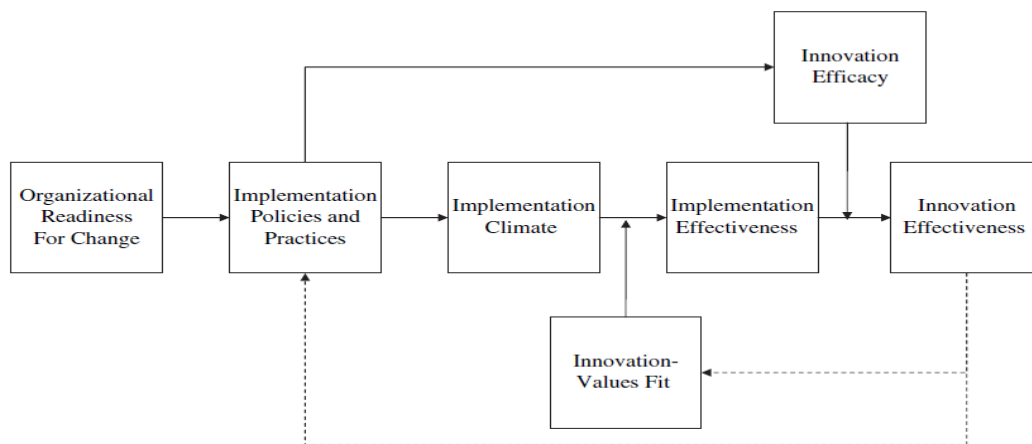 Innovation
Efficacy
Organizational
Readiness
For Change
Implementation
Policies and
Practices
Implementation
Climate
Implementation
Effectiveness
Innovation
Effectiveness
Innovation-
Values Fit